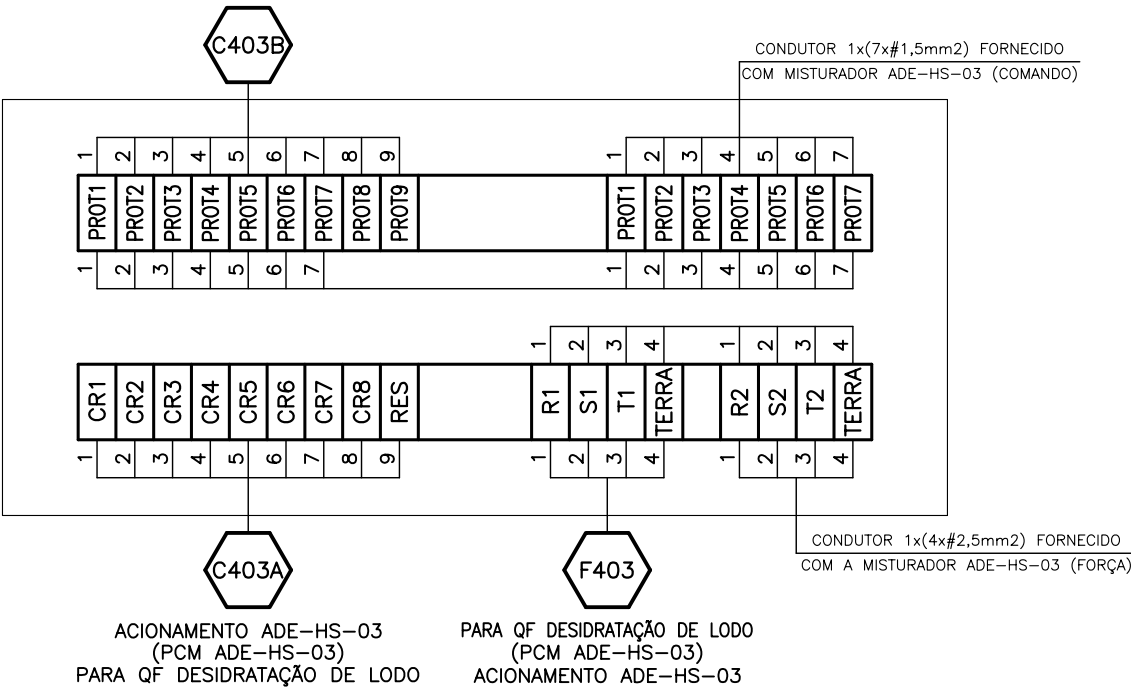 C403B
CONDUTOR 1x(7x#1,5mm2) FORNECIDO
COM MISTURADOR ADE-HS-03 (COMANDO)
1 2 3 4 5 6 7 8 9
1 2 3 4 5 6 7
PROT1 PROT2 PROT3 PROT4 PROT5 PROT6 PROT7 PROT8 PROT9
PROT1 PROT2 PROT3 PROT4 PROT5 PROT6 PROT7
1 2 3 4 5 6 7
1 2 3 4 5 6 7
1 2 3 4
1 2 3 4
CR1 CR2 CR3 CR4 CR5 CR6 CR7 CR8 RES
R1 S1 T1 TERRA
R2 S2 T2 TERRA
1 2 3 4 5 6 7 8 9
1 2 3 4
1 2 3 4
CONDUTOR 1x(4x#2,5mm2) FORNECIDO
COM A MISTURADOR ADE-HS-03 (FORÇA)
C403A
F403
ACIONAMENTO ADE-HS-03
(PCM ADE-HS-03)
PARA QF DESIDRATAÇÃO DE LODO
PARA QF DESIDRATAÇÃO DE LODO
(PCM ADE-HS-03)
ACIONAMENTO ADE-HS-03